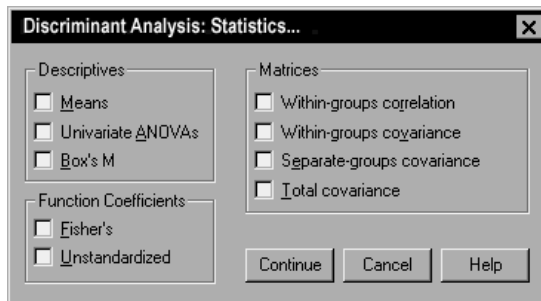 Discriminant Analysis: Statistics...
Descriptives
Means
Univariate ANOVAs
Box's M
Function Coefficients
Fisher's
Unstandardized
Matrices
Within-groups correlation
Within-groups covariance
Separate-groups covariance
Total covariance
Continue
Cancel
Help